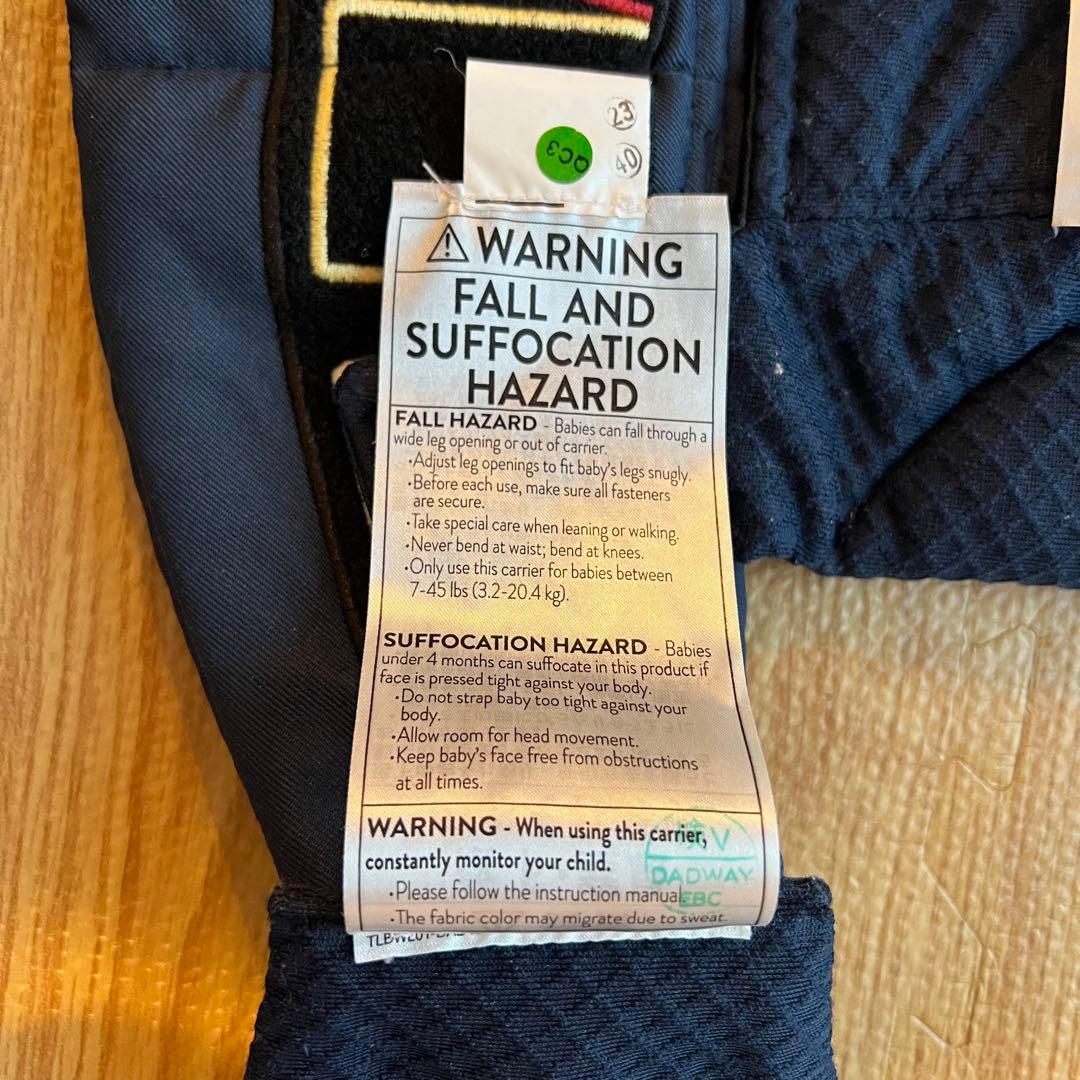 23
QC3
40
WARNING
FALL AND
SUFFOCATION
HAZARD
FALL HAZARD - Babies can fall through a
wide leg opening or out of carrier.
•Adjust leg openings to fit baby's legs snugly.
•Before each use, make sure all fasteners
are secure.
•Take special care when leaning or walking.
•Never bend at waist; bend at knees.
•Only use this carrier for babies between
7-45 lbs (3.2-20.4 kg).
SUFFOCATION HAZARD - Babies
under 4 months can suffocate in this product if
face is pressed tight against your body.
•Do not strap baby too tight against your
body.
•Allow room for head movement.
•Keep baby's face free from obstructions
at all times.
WARNING - When using this carrier,
constantly monitor your child.
•Please follow the instruction manual.
•The fabric color may migrate due to sweat.
DADWAY
EBC